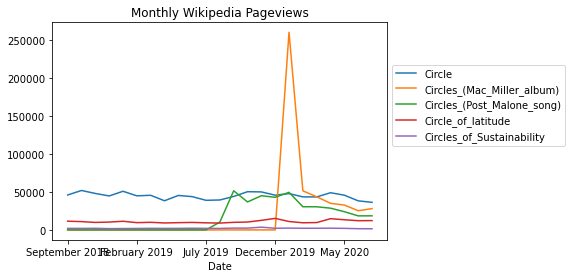 Monthly Wikipedia Pageviews
250000
200000
150000
100000
50000
0
September 2018 February 2019 July 2019 December 2019 May 2020
Date
Circle
Circles_(Mac_Miller_album)
Circles_(Post_Malone_song)
Circle_of_latitude
Circles_of_Sustainability